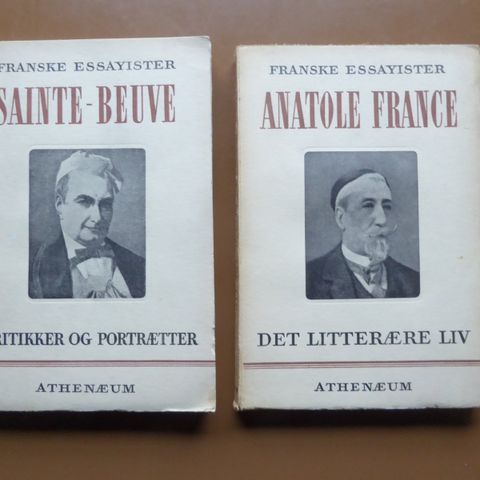 FRANSKE ESSAYISTER
SAINTE-BEUVE
RITIKKER OG PORTRÆTTER
ATHENÆUM
FRANSKE ESSAYISTER
ANATOLE FRANCE
DET LITTERÆRE LIV
ATHENÆUM